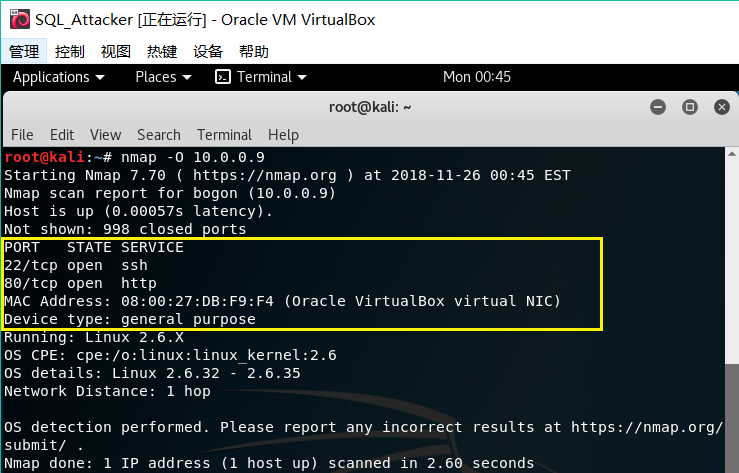 SQL_Attacker [正在运行] - Oracle VM VirtualBox
管理 控制 视图 热键 设备 帮助
Applications Places Terminal Mon 00:45
root@kali: ~
File Edit View Search Terminal Help
root@kali:~# nmap -O 10.0.0.9
Starting Nmap 7.70 ( https://nmap.org ) at 2018-11-26 00:45 EST
Nmap scan report for bogon (10.0.0.9)
Host is up (0.00057s latency).
Not shown: 998 closed ports
PORT   STATE SERVICE
22/tcp open  ssh
80/tcp open  http
MAC Address: 08:00:27:DB:F9:F4 (Oracle VirtualBox virtual NIC)
Device type: general purpose
Running: Linux 2.6.X
OS CPE: cpe:/o:linux:linux_kernel:2.6
OS details: Linux 2.6.32 - 2.6.35
Network Distance: 1 hop
OS detection performed. Please report any incorrect results at https://nmap.org/
submit/ .
Nmap done: 1 IP address (1 host up) scanned in 2.60 seconds